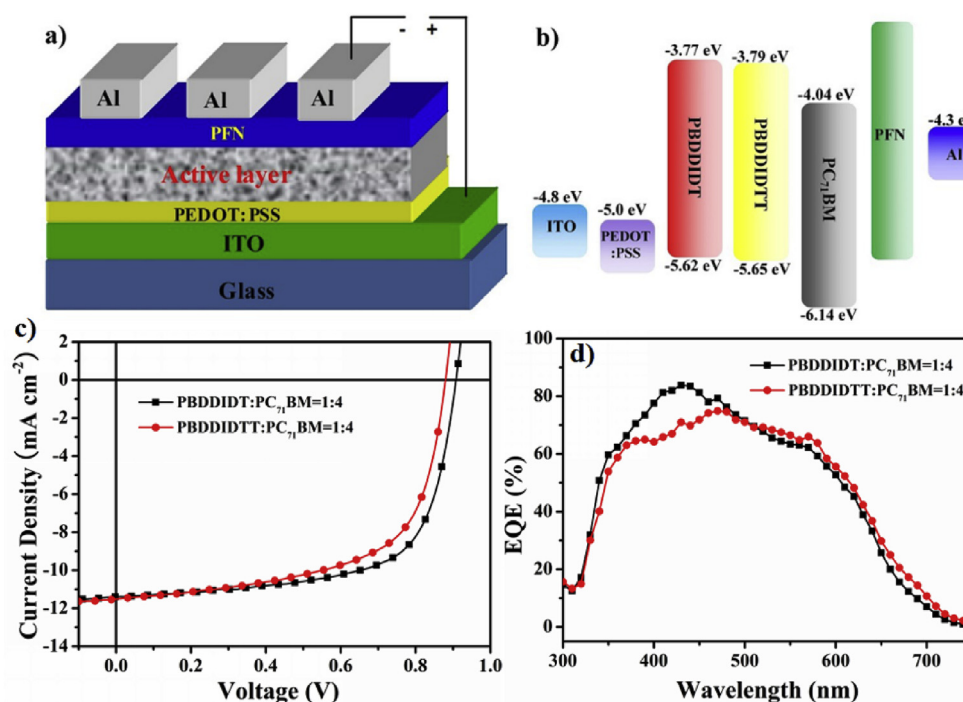 a)
- +
Al Al Al
PFN
Active layer
PEDOT:PSS
ITO
Glass
b)
-3.77 eV
-3.79 eV
-4.04 eV
-4.3 e
-4.8 eV
-5.0 eV
ITO
PEDOT
:PSS
PBDDIDT
PBDDIDTT
PC71BM
PFN
Al
-5.62 eV
-5.65 eV
-6.14 eV
c)
2
0
-2
-4
-6
-8
-10
-12
-14
Current Density (mA cm-2)
PBDDIDT:PC71BM=1:4
PBDDIDTT:PC71BM=1:4
0.0 0.2 0.4 0.6 0.8 1.0
Voltage (V)
d)
100
80
60
40
20
0
EQE (%)
PBDDIDT:PC71BM=1:4
PBDDIDTT:PC71BM=1:4
300 400 500 600 700
Wavelength (nm)